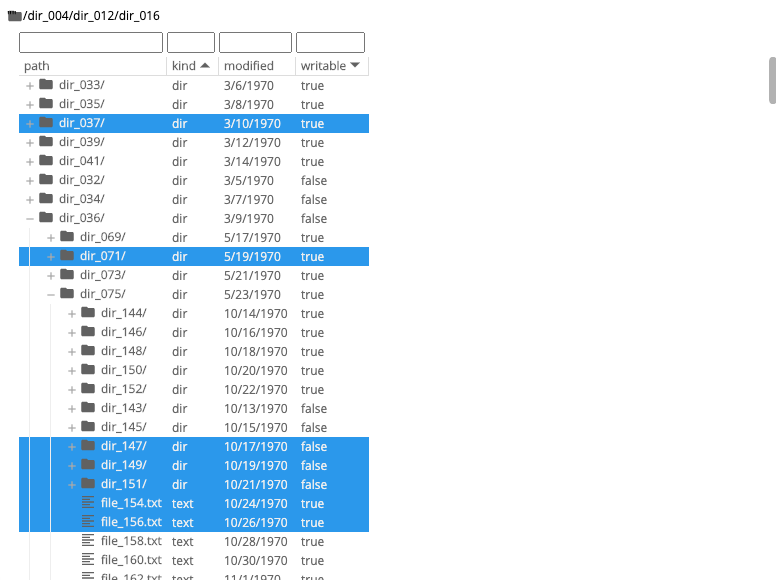 /dir_004/dir_012/dir_016
path kind modified writable
dir_033/ dir 3/6/1970 true
dir_035/ dir 3/8/1970 true
dir_037/ dir 3/10/1970 true
dir_039/ dir 3/12/1970 true
dir_041/ dir 3/14/1970 true
dir_032/ dir 3/5/1970 false
dir_034/ dir 3/7/1970 false
dir_036/ dir 3/9/1970 false
dir_069/ dir 5/17/1970 true
dir_071/ dir 5/19/1970 true
dir_073/ dir 5/21/1970 true
dir_075/ dir 5/23/1970 true
dir_144/ dir 10/14/1970 true
dir_146/ dir 10/16/1970 true
dir_148/ dir 10/18/1970 true
dir_150/ dir 10/20/1970 true
dir_152/ dir 10/22/1970 true
dir_143/ dir 10/13/1970 false
dir_145/ dir 10/15/1970 false
dir_147/ dir 10/17/1970 false
dir_149/ dir 10/19/1970 false
dir_151/ dir 10/21/1970 false
file_154.txt text 10/24/1970 true
file_156.txt text 10/26/1970 true
file_158.txt text 10/28/1970 true
file_160.txt text 10/30/1970 true
file_162.txt text 11/1/1970 true